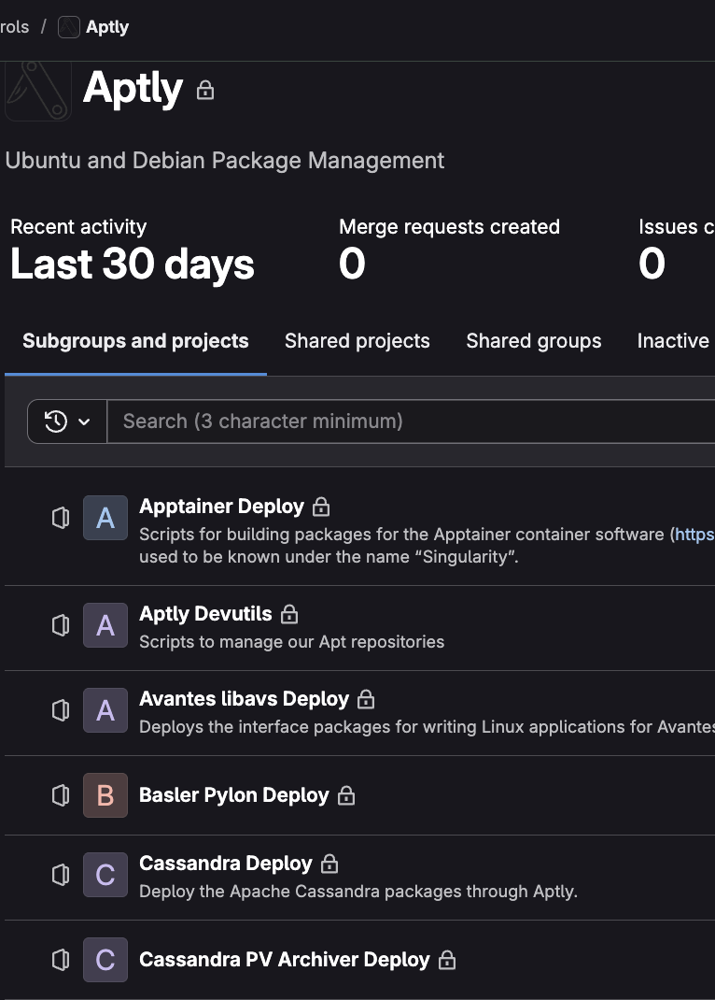 rols / Aptly
Aptly
Ubuntu and Debian Package Management
Recent activity Merge requests created Issues c
Last 30 days 0 0
Subgroups and projects Shared projects Shared groups Inactive
Search (3 character minimum)
A Apptainer Deploy
Scripts for building packages for the Apptainer container software (https
used to be known under the name “Singularity”.
A Aptly Devutils
Scripts to manage our Apt repositories
A Avantes libavs Deploy
Deploys the interface packages for writing Linux applications for Avantes
B Basler Pylon Deploy
C Cassandra Deploy
Deploy the Apache Cassandra packages through Aptly.
C Cassandra PV Archiver Deploy